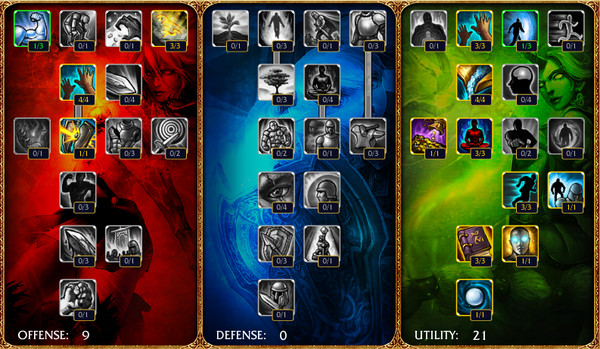 1/3 0/1 0/1 3/3 0/1 0/3 0/1 0/3 0/1 3/3 1/3 0/1
4/4 0/4 0/3 0/4 4/4 0/4
0/1 1/1 0/3 0/2 0/2 0/1 0/3 1/1 3/3 0/2 0/1
0/3 0/4 0/1 3/3 1/1
0/3 0/1 0/3 0/1 3/3 1/1
0/1 0/1 1/1
OFFENSE: 9 DEFENSE: 0 UTILITY: 21